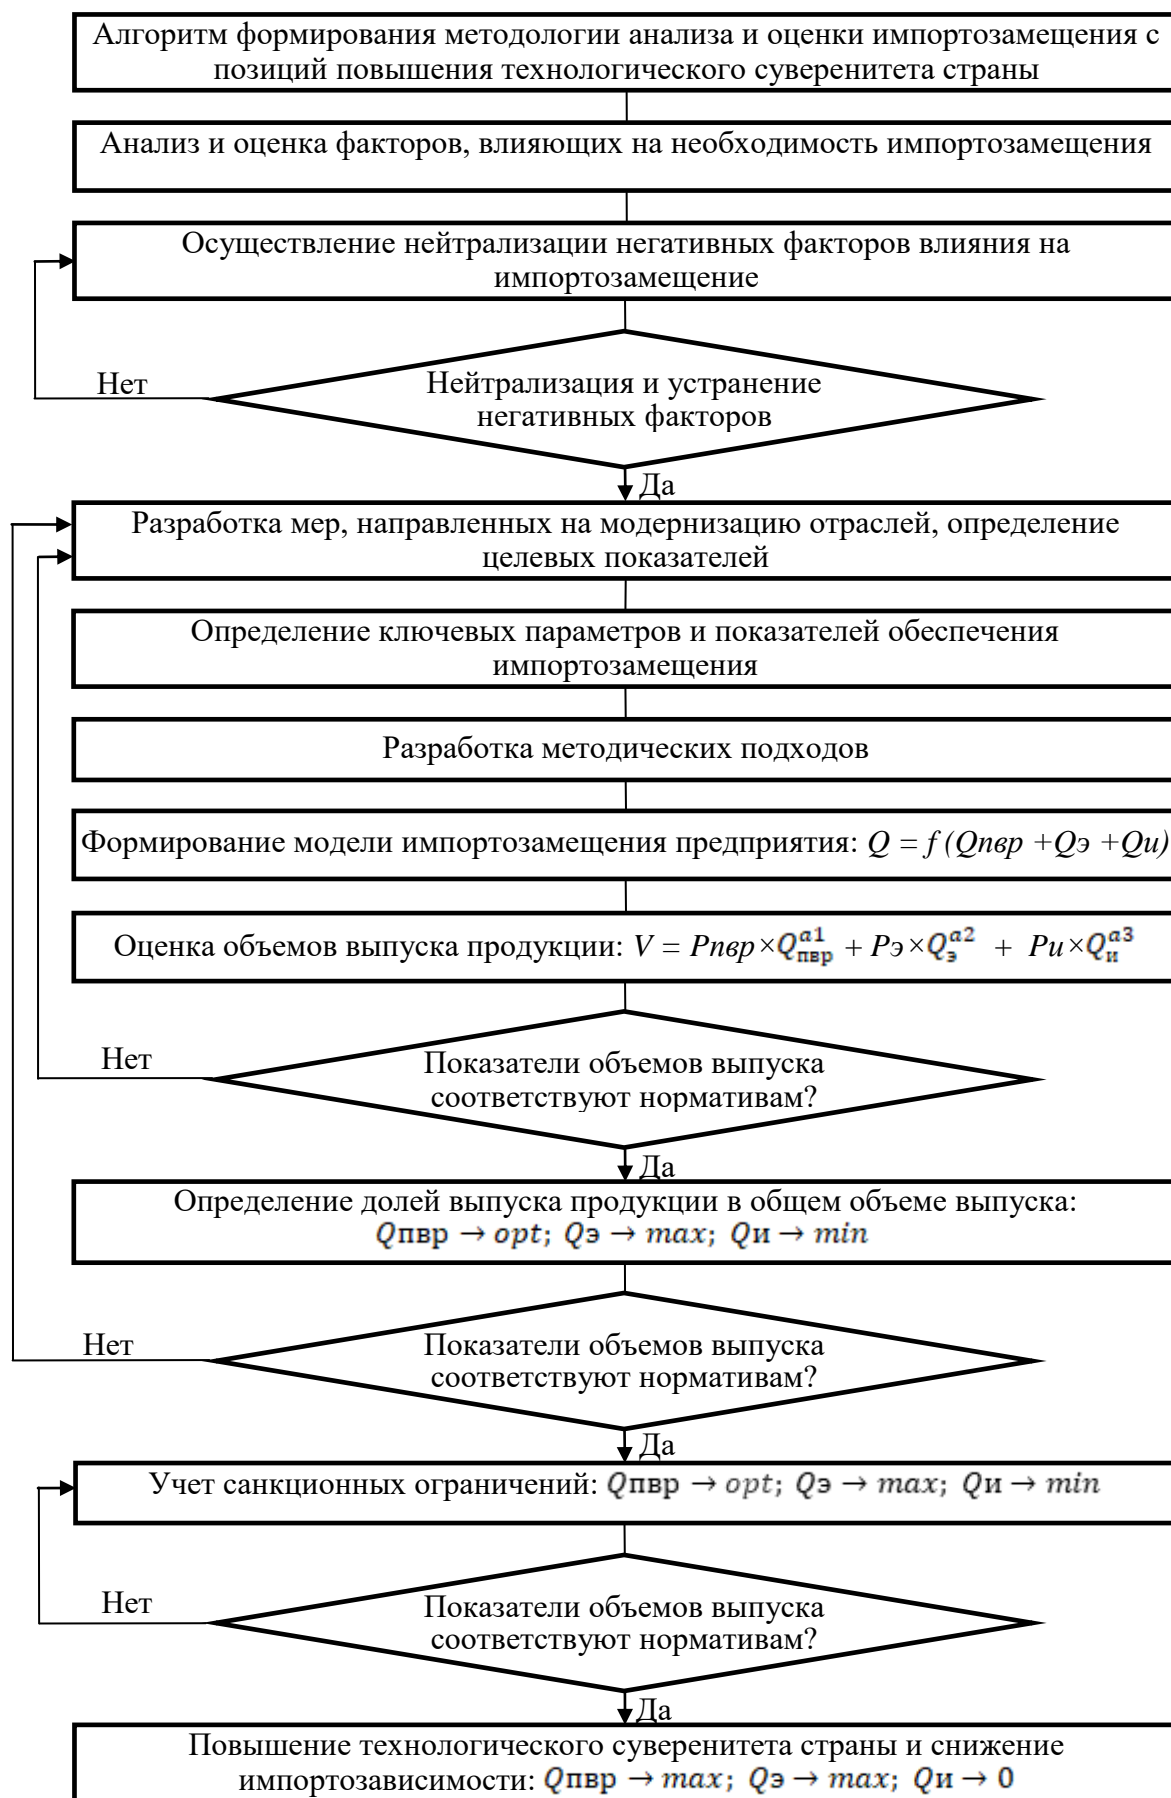 Алгоритм формирования методологии анализа и оценки импортозамещения с
позиций повышения технологического суверенитета страны
Анализ и оценка факторов, влияющих на необходимость импортозамещения
Осуществление нейтрализации негативных факторов влияния на
импортозамещение
Нет
Нейтрализация и устранение
негативных факторов
Да
Разработка мер, направленных на модернизацию отраслей, определение
целевых показателей
Определение ключевых параметров и показателей обеспечения
импортозамещения
Разработка методических подходов
Формирование модели импортозамещения предприятия: Q = f (Qпвр +Qэ +Qи)
Оценка объемов выпуска продукции: V = Pпвр×Q_{пвр}^{a1} + Pэ×Q_{э}^{a2} + Pи×Q_{и}^{a3}
Нет
Показатели объемов выпуска
соответствуют нормативам?
Да
Определение долей выпуска продукции в общем объеме выпуска:
Qпвр → opt; Qэ → max; Qи → min
Нет
Показатели объемов выпуска
соответствуют нормативам?
Да
Учет санкционных ограничений: Qпвр → opt; Qэ → max; Qи → min
Нет
Показатели объемов выпуска
соответствуют нормативам?
Да
Повышение технологического суверенитета страны и снижение
импортозависимости: Qпвр → max; Qэ → max; Qи → 0